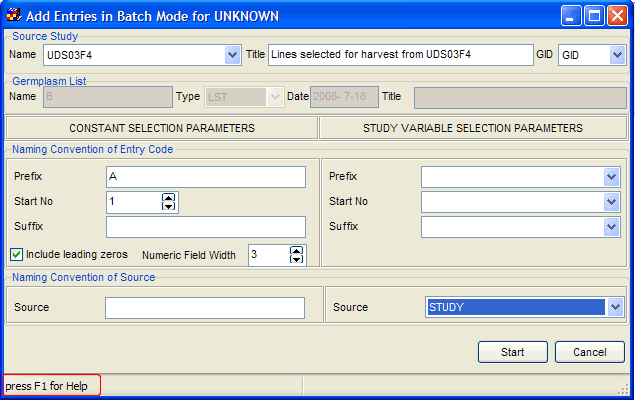 Add Entries in Batch Mode for UNKNOWN
Source Study
Name UDS03F4 Title Lines selected for harvest from UDS03F4 GID GID
Germplasm List
Name B Type LST Date 2008- 7-18 Title
CONSTANT SELECTION PARAMETERS STUDY VARIABLE SELECTION PARAMETERS
Naming Convention of Entry Code
Prefix A Prefix
Start No 1 Start No
Suffix Suffix
Include leading zeros Numeric Field Width 3
Naming Convention of Source
Source Source STUDY
Start Cancel
press F1 for Help